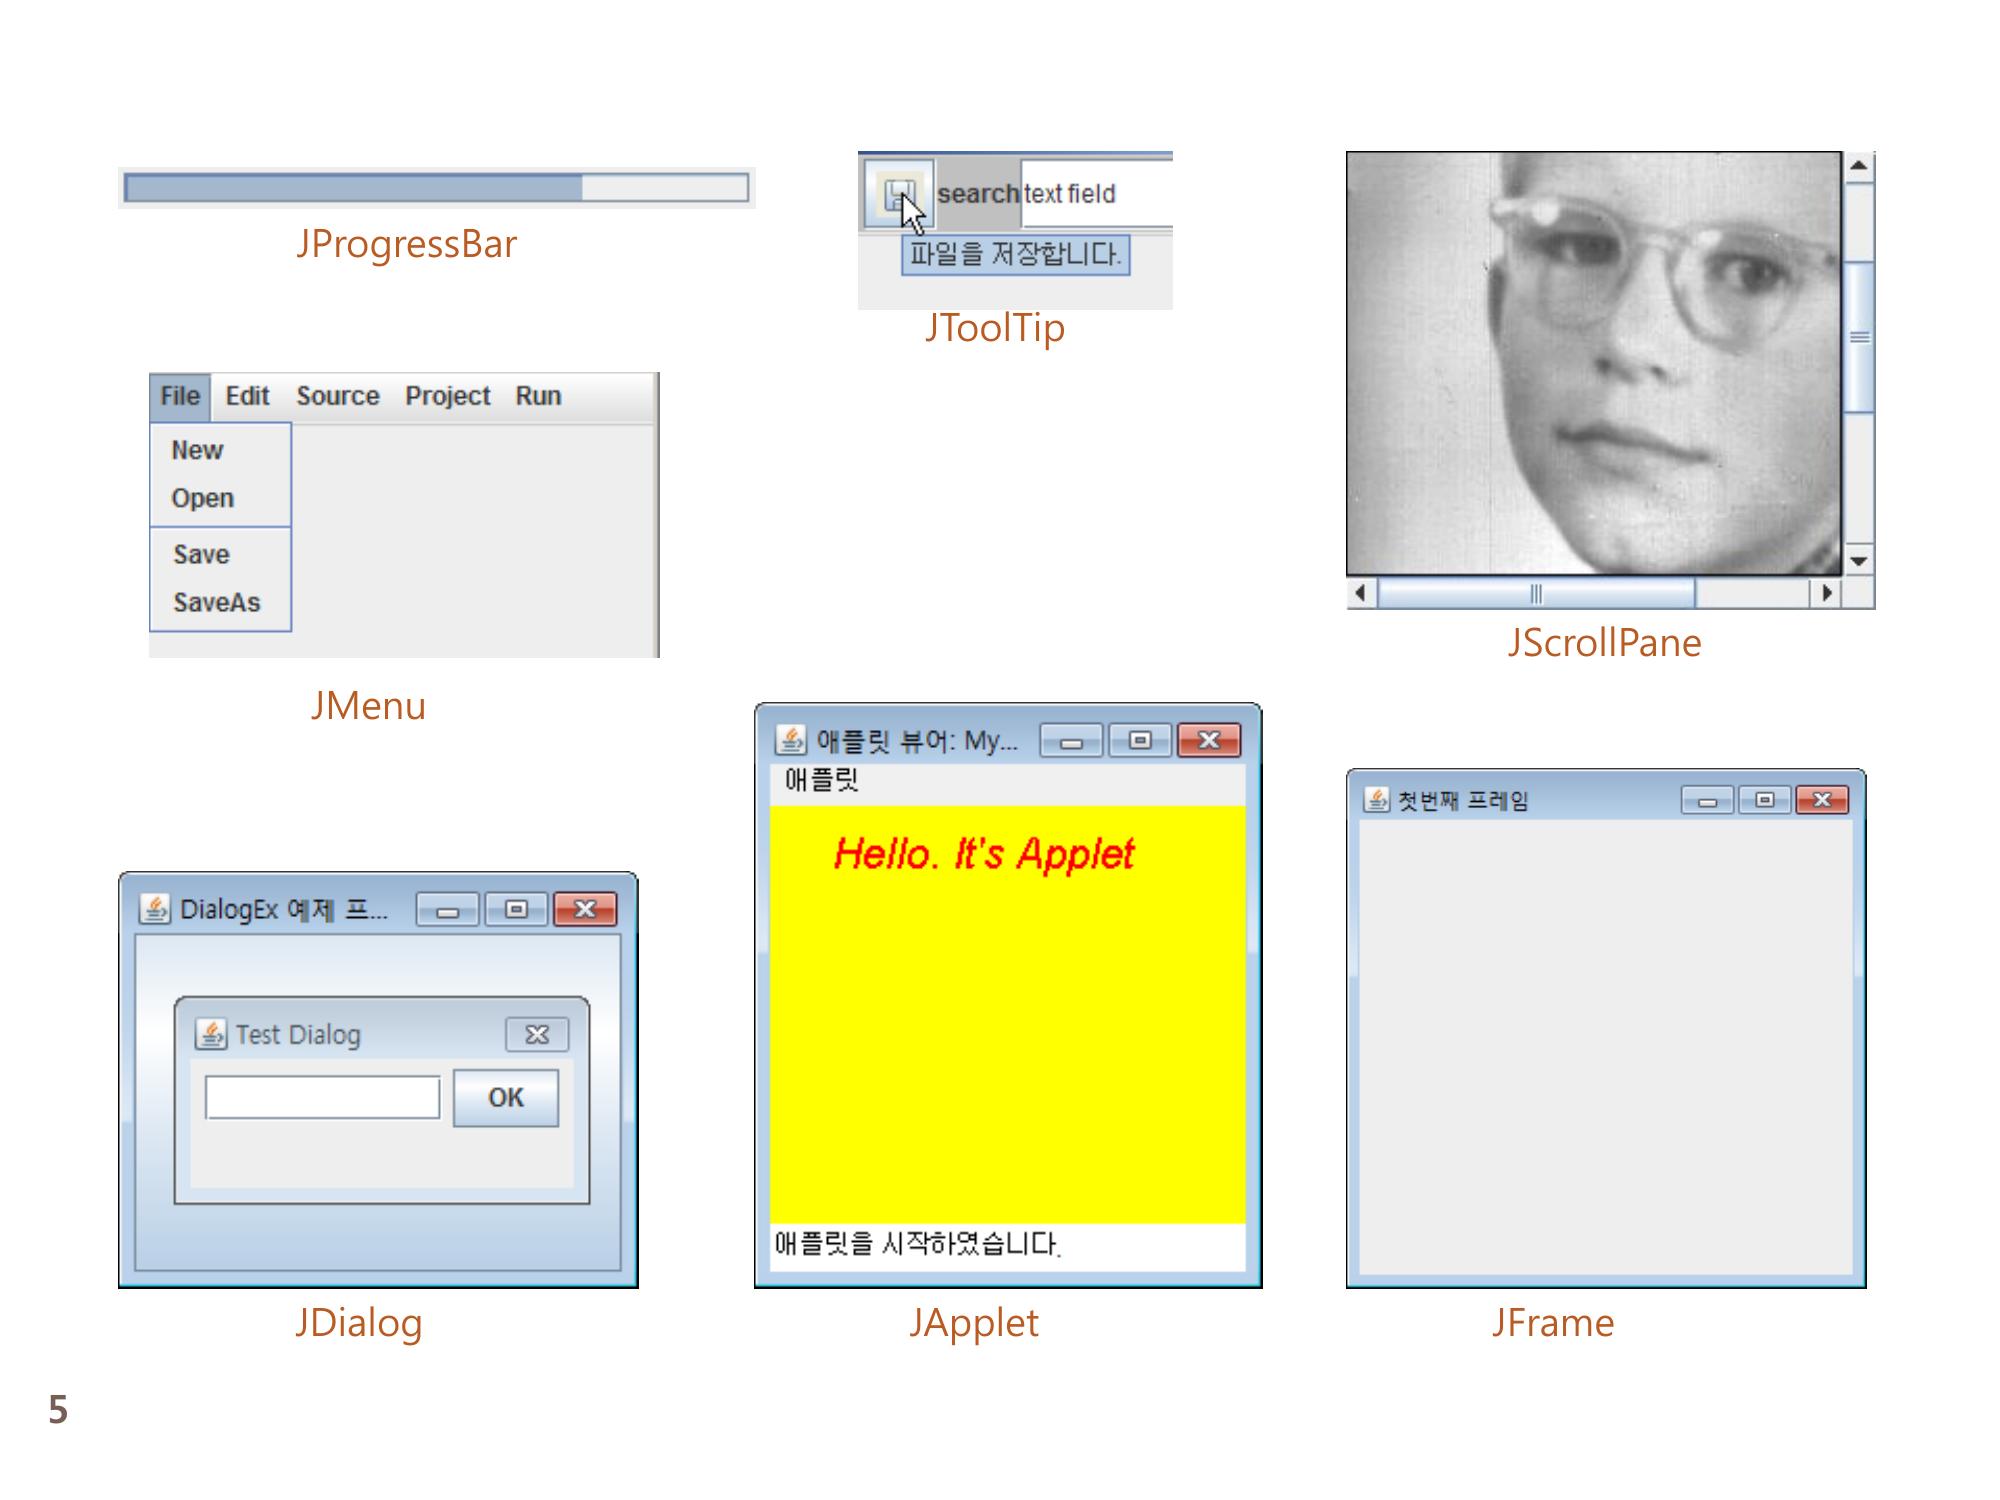 JProgressBar
search text field
파일을 저장합니다.
JToolTip
File Edit Source Project Run
New
Open
Save
SaveAs
JMenu
JScrollPane
애플릿 뷰어: My...
애플릿
Hello. It's Applet
애플릿을 시작하였습니다.
JApplet
첫번째 프레임
JFrame
DialogEx 예제 프...
Test Dialog
OK
JDialog
5